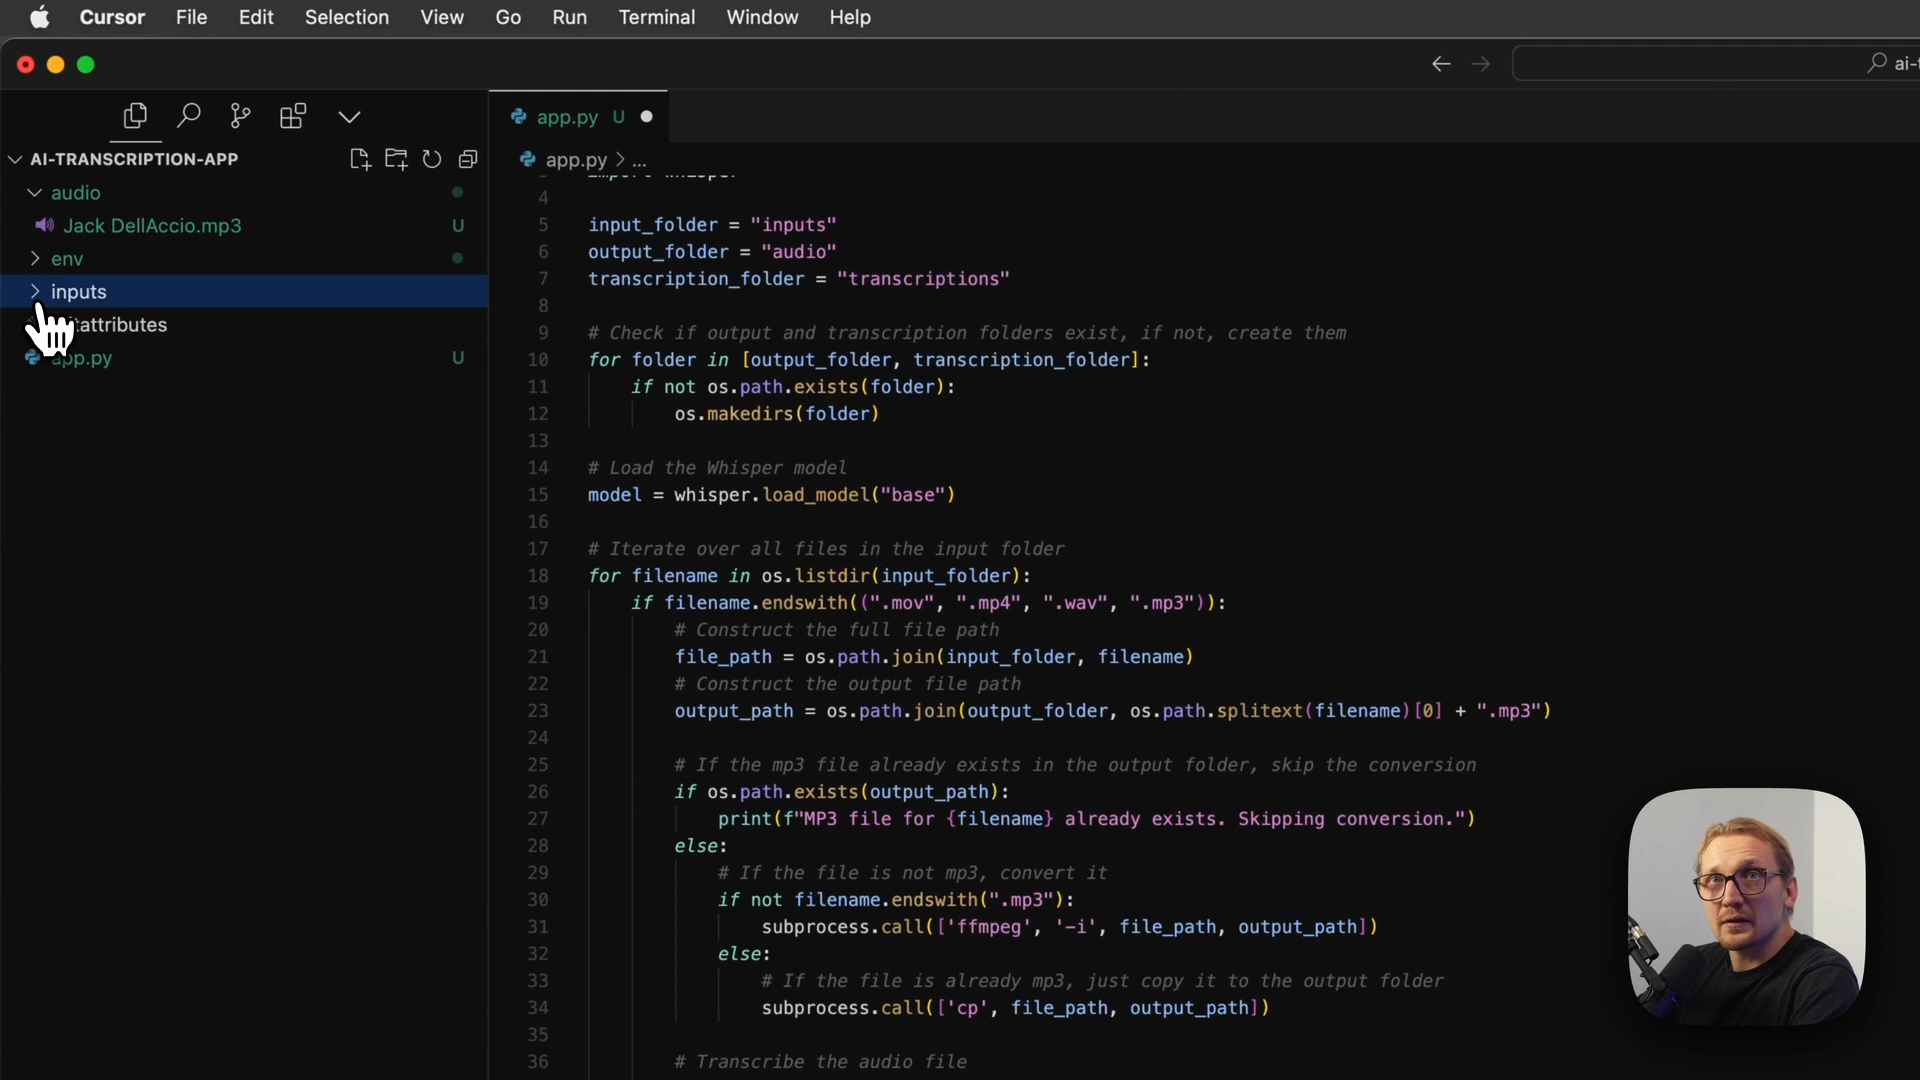 Cursor File Edit Selection View Go Run Terminal Window Help
ai-t
app.py U
AI-TRANSCRIPTION-APP
app.py > ...
audio
Jack DellAccio.mp3 U
env
inputs
app.py U
4
5 input_folder = "inputs"
6 output_folder = "audio"
7 transcription_folder = "transcriptions"
8
9 # Check if output and transcription folders exist, if not, create them
10 for folder in [output_folder, transcription_folder]:
11 if not os.path.exists(folder):
12 os.makedirs(folder)
13
14 # Load the Whisper model
15 model = whisper.load_model("base")
16
17 # Iterate over all files in the input folder
18 for filename in os.listdir(input_folder):
19 if filename.endswith((".mov", ".mp4", ".wav", ".mp3")):
20 # Construct the full file path
21 file_path = os.path.join(input_folder, filename)
22 # Construct the output file path
23 output_path = os.path.join(output_folder, os.path.splitext(filename)[0] + ".mp3")
24
25 # If the mp3 file already exists in the output folder, skip the conversion
26 if os.path.exists(output_path):
27 print(f"MP3 file for {filename} already exists. Skipping conversion.")
28 else:
29 # If the file is not mp3, convert it
30 if not filename.endswith(".mp3"):
31 subprocess.call(['ffmpeg', '-i', file_path, output_path])
32 else:
33 # If the file is already mp3, just copy it to the output folder
34 subprocess.call(['cp', file_path, output_path])
35
36 # Transcribe the audio file